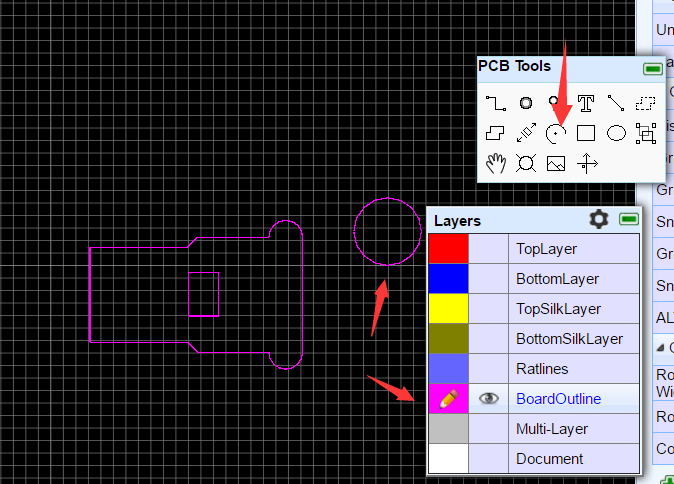 PCB Tools
Layers
TopLayer
BottomLayer
TopSilkLayer
BottomSilkLayer
Ratlines
BoardOutline
Multi-Layer
Document
Un
Gr
Sn
Gr
Sn
AL
Ro
Wi
Ro
Co